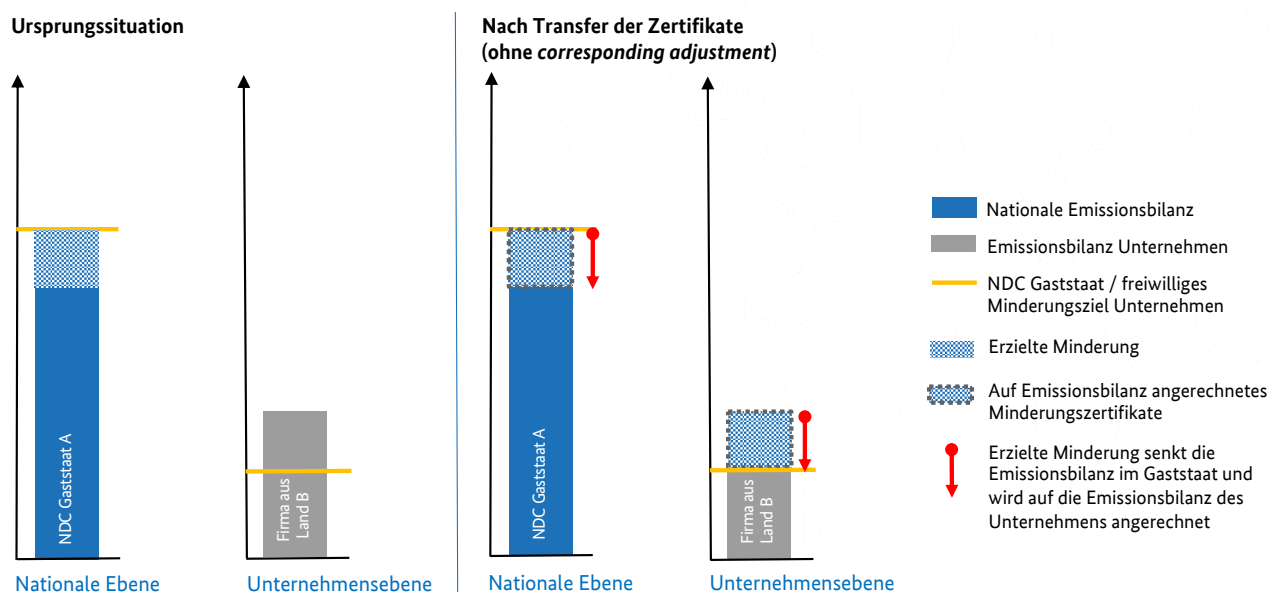 Ursprungssituation
NDC Gaststaat A
Nationale Ebene
Firma aus
Land B
Unternehmensebene
Nach Transfer der Zertifikate
(ohne corresponding adjustment)
NDC Gaststaat A
Nationale Ebene
Firma aus
Land B
Unternehmensebene
Nationale Emissionsbilanz
Emissionsbilanz Unternehmen
NDC Gaststaat / freiwilliges
Minderungsziel Unternehmen
Erzielte Minderung
Auf Emissionsbilanz angerechnetes
Minderungszertifikate
Erzielte Minderung senkt die
Emissionsbilanz im Gaststaat und
wird auf die Emissionsbilanz des
Unternehmens angerechnet